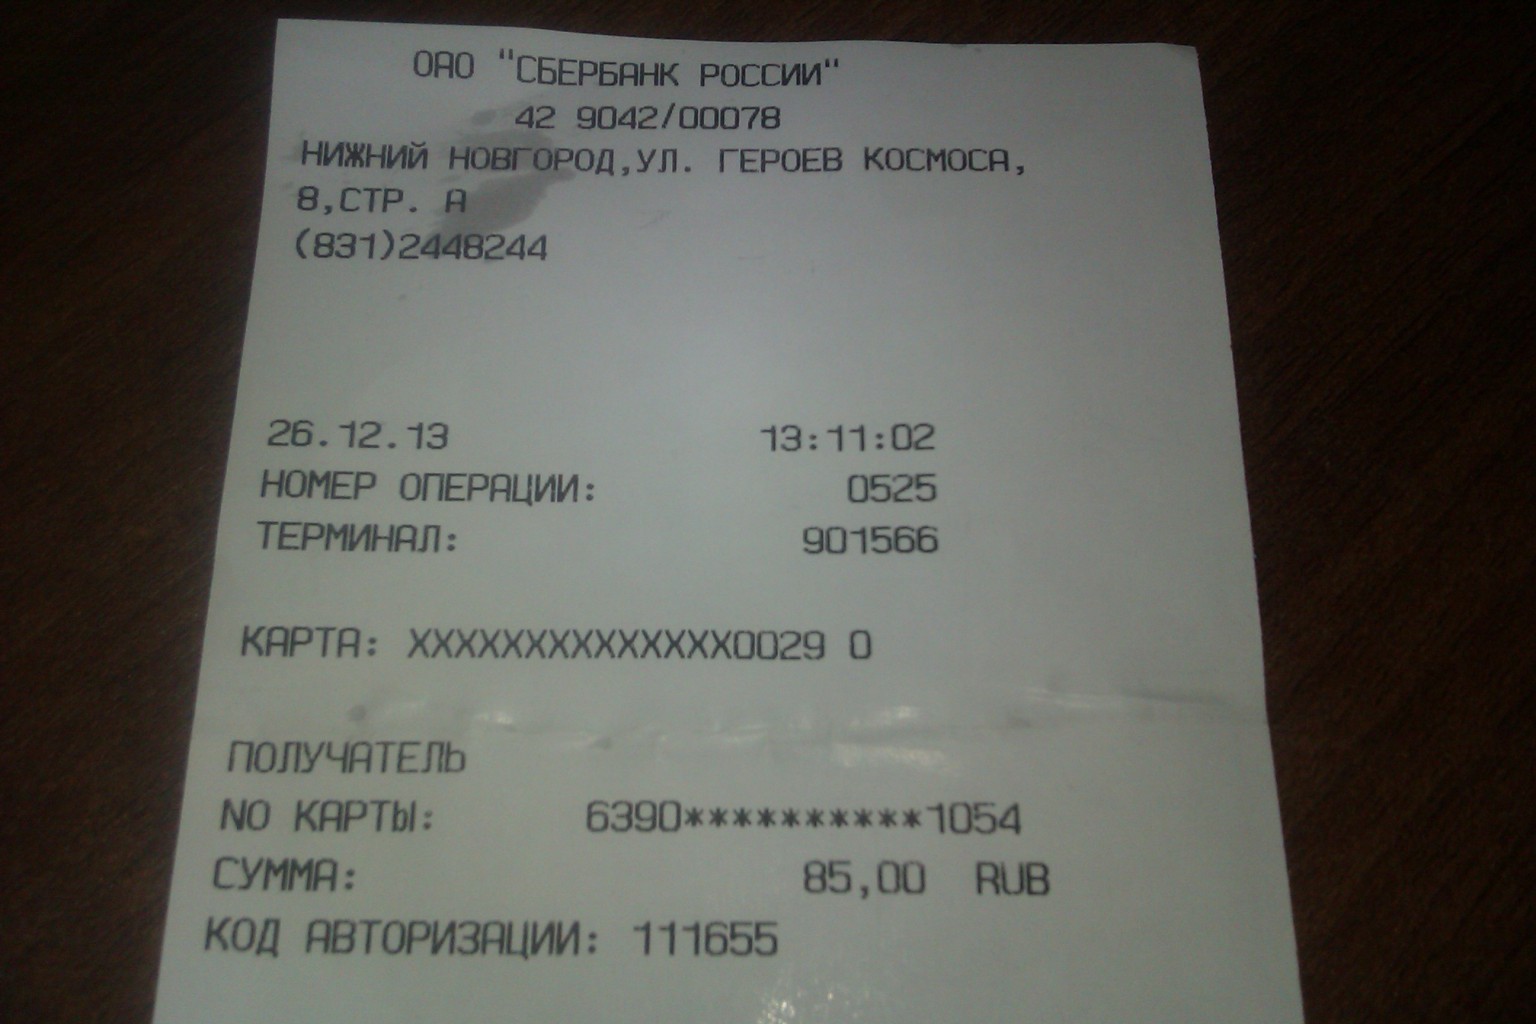 ОАО "СБЕРБАНК РОССИИ"
42 9042/00078
НИЖНИЙ НОВГОРОД,УЛ. ГЕРОЕВ КОСМОСА,
8,СТР. А
(831)2448244
26.12.13 13:11:02
НОМЕР ОПЕРАЦИИ: 0525
ТЕРМИНАЛ: 901566
КАРТА: XXXXXXXXXXXXXX0029 0
ПОЛУЧАТЕЛЬ
NO КАРТЫ: 6390**********1054
СУММА: 85,00 RUB
КОД АВТОРИЗАЦИИ: 111655